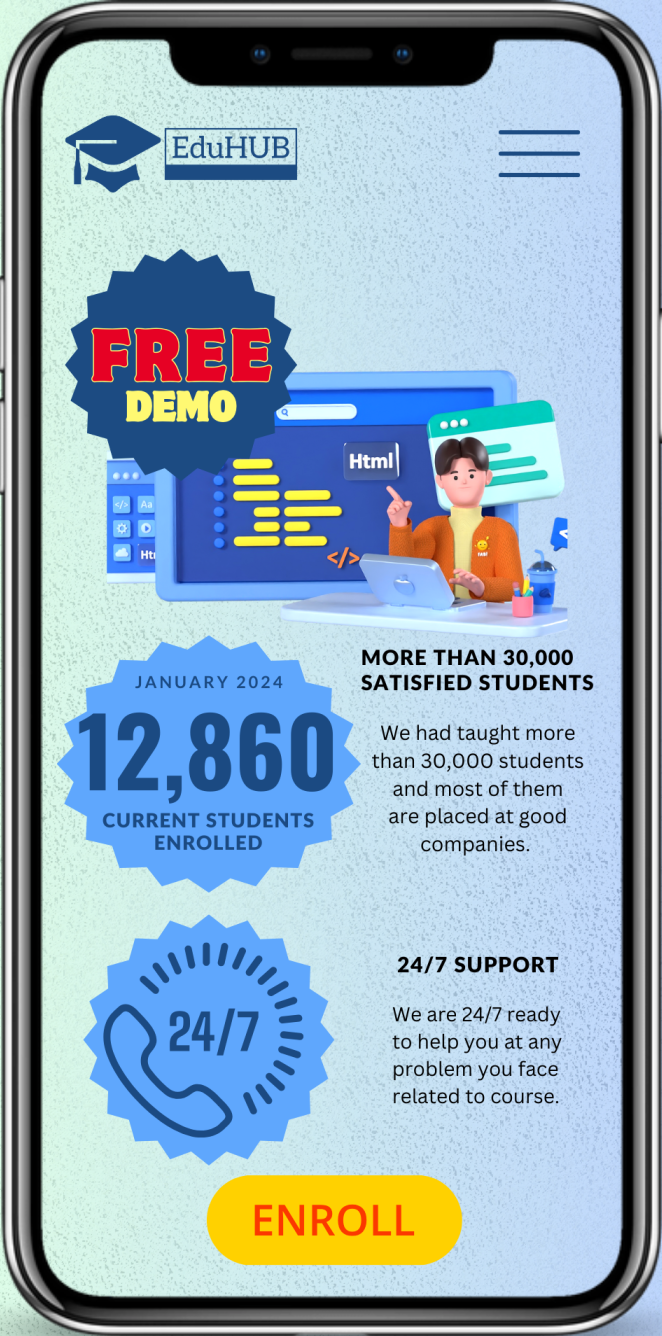 EduHUB
FREE
DEMO
Html
</>
</>
Aa
JANUARY 2024
12,860
CURRENT STUDENTS
ENROLLED
MORE THAN 30,000
SATISFIED STUDENTS
We had taught more
than 30,000 students
and most of them
are placed at good
companies.
24/7
24/7 SUPPORT
We are 24/7 ready
to help you at any
problem you face
related to course.
ENROLL